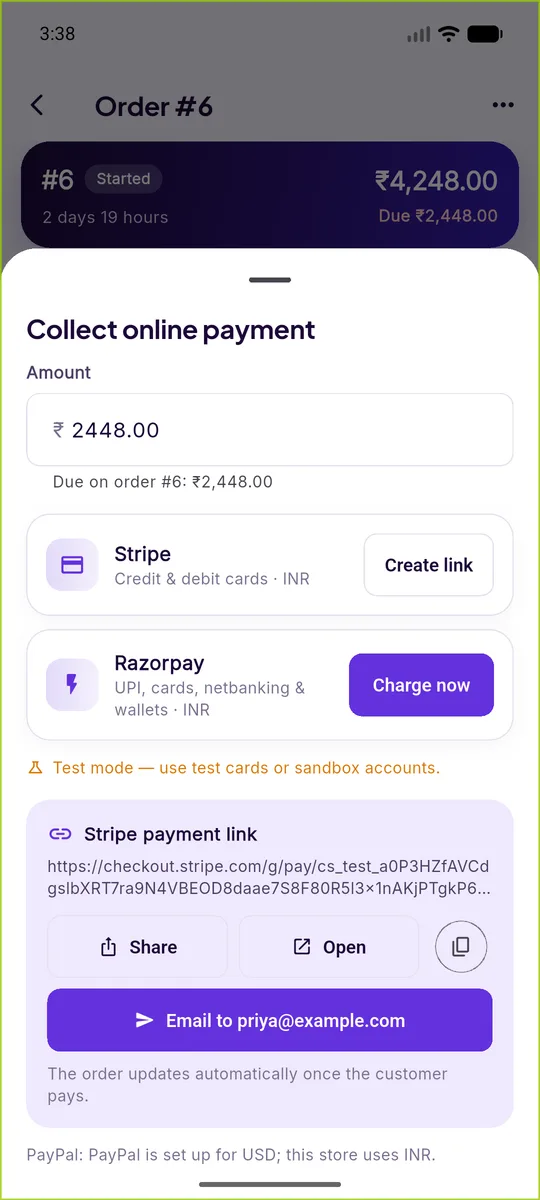 3:38
Order #6
#6 Started ₹4,248.00
2 days 19 hours Due ₹2,448.00
Collect online payment
Amount
₹ 2448.00
Due on order #6: ₹2,448.00
Stripe
Credit & debit cards · INR
Create link
Razorpay
UPI, cards, netbanking &
wallets · INR
Charge now
Test mode — use test cards or sandbox accounts.
Stripe payment link
https://checkout.stripe.com/g/pay/cs_test_a0P3HZfAVCd
gsIbXRT7ra9N4VBEOD8daae7S8F80R5I3×1nAKjPTgkP6...
Share
Open
Email to priya@example.com
The order updates automatically once the customer
pays.
PayPal: PayPal is set up for USD; this store uses INR.